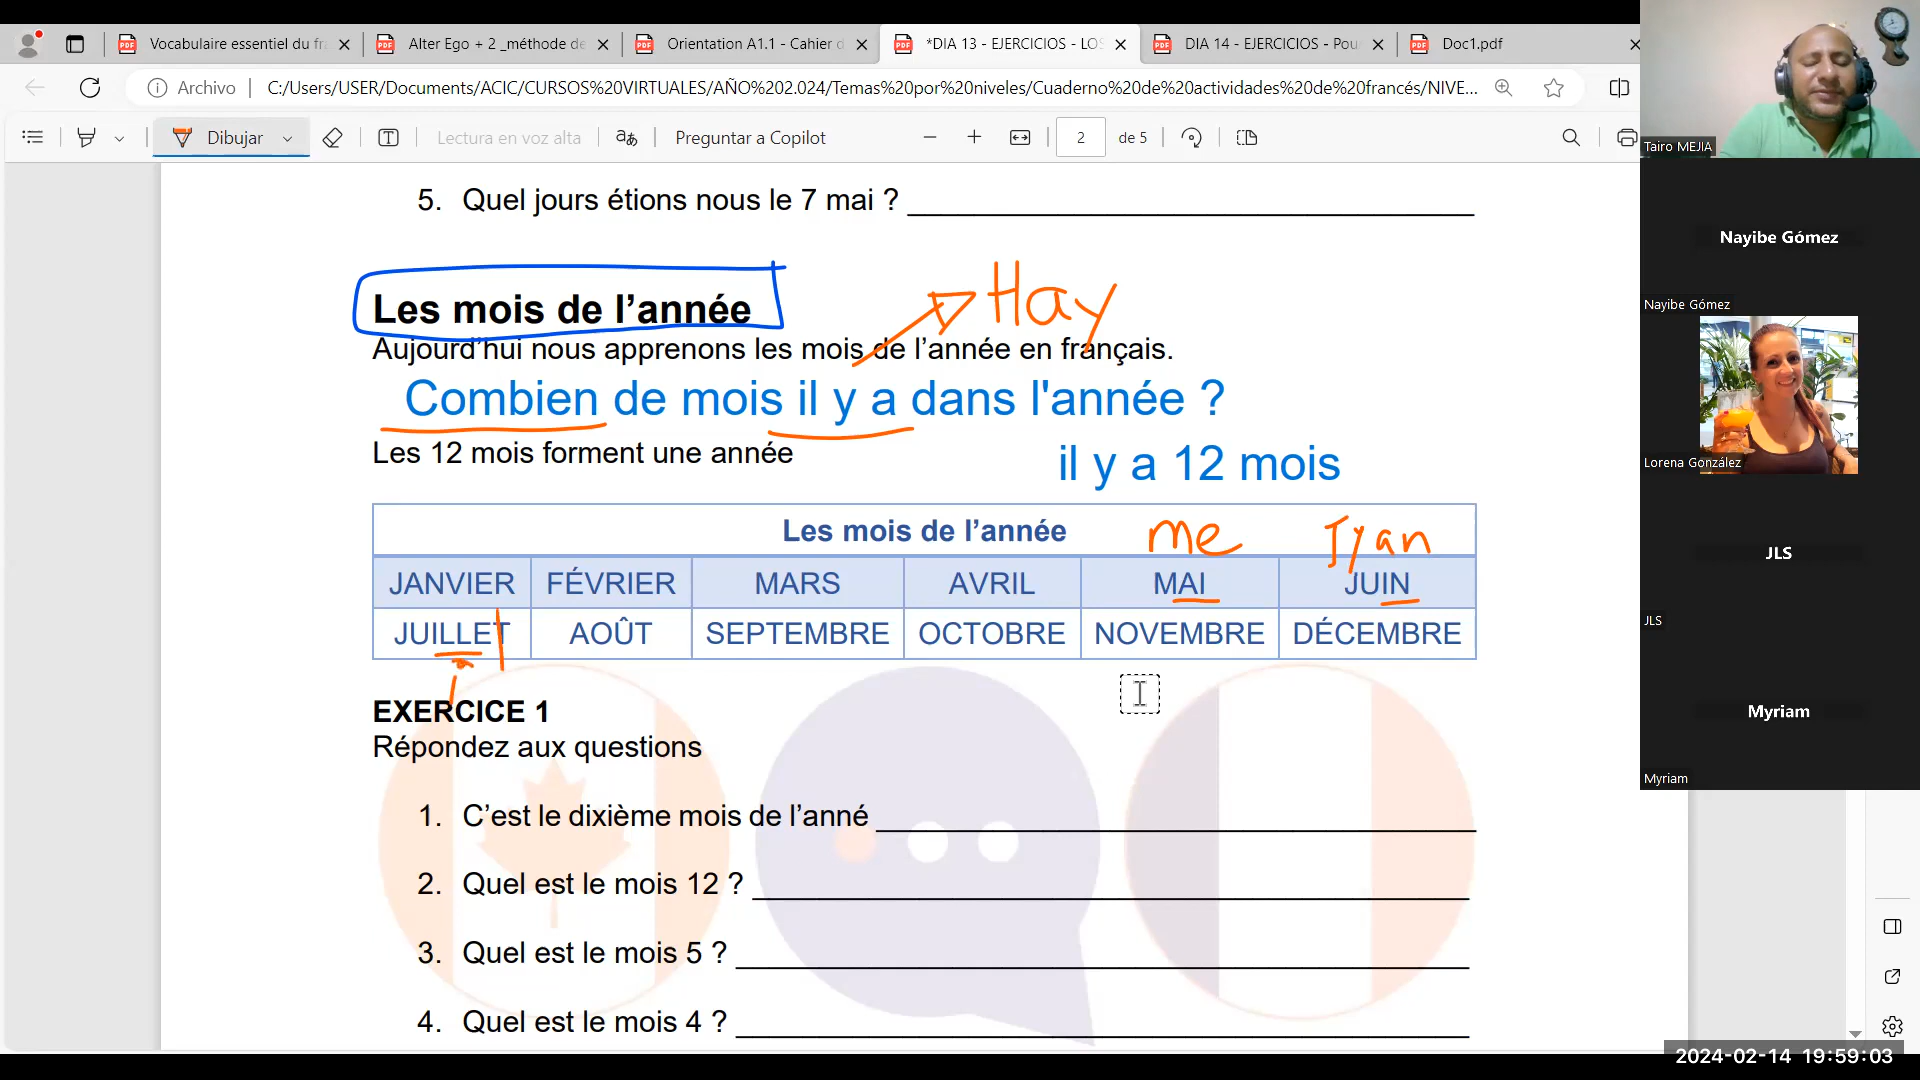 Vocabulaire essentiel du fra
Alter Ego + 2 _méthode de
Orientation A1.1 - Cahier d
*DIA 13 - EJERCICIOS - LOS
DIA 14 - EJERCICIOS - Pou
Doc1.pdf
Archivo
C:/Users/USER/Documents/ACIC/CURSOS%20VIRTUALES/AÑO%202.024/Temas%20por%20niveles/Cuaderno%20de%20actividades%20de%20francés/NIVE...
Dibujar
Lectura en voz alta
Preguntar a Copilot
2
de 5
5. Quel jours étions nous le 7 mai ?
Hay
Les mois de l’année
Aujourd’hui nous apprenons les mois de l’année en français.
Combien de mois il y a dans l'année ?
Les 12 mois forment une année
il y a 12 mois
Les mois de l’année
me
JANVIER FÉVRIER MARS AVRIL MAI JUIN
JUILLET AOÛT SEPTEMBRE OCTOBRE NOVEMBRE DÉCEMBRE
EXERCICE 1
Répondez aux questions
1. C’est le dixième mois de l’anné
2. Quel est le mois 12 ?
3. Quel est le mois 5 ?
4. Quel est le mois 4 ?
Tairo MEJIA
Nayibe Gómez
Nayibe Gómez
Lorena González
JLS
JLS
Myriam
Myriam
2024-02-14 19:59:03